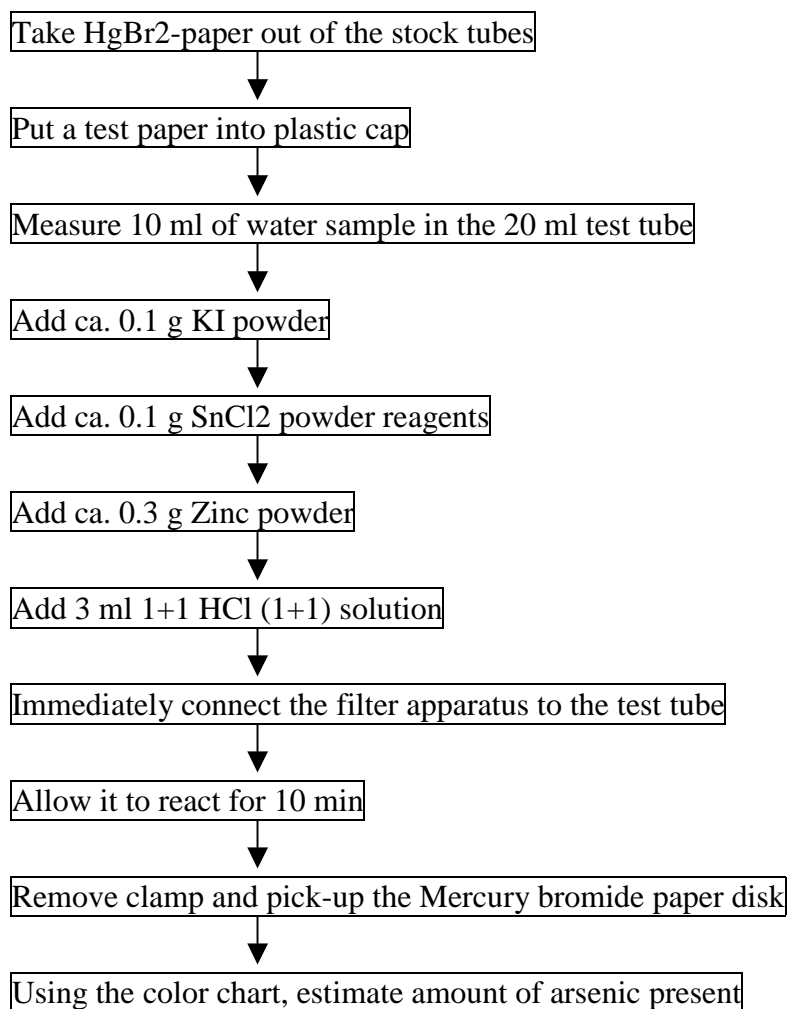 Take HgBr2-paper out of the stock tubes
Put a test paper into plastic cap
Measure 10 ml of water sample in the 20 ml test tube
Add ca. 0.1 g KI powder
Add ca. 0.1 g SnCl2 powder reagents
Add ca. 0.3 g Zinc powder
Add 3 ml 1+1 HCl (1+1) solution
Immediately connect the filter apparatus to the test tube
Allow it to react for 10 min
Remove clamp and pick-up the Mercury bromide paper disk
Using the color chart, estimate amount of arsenic present